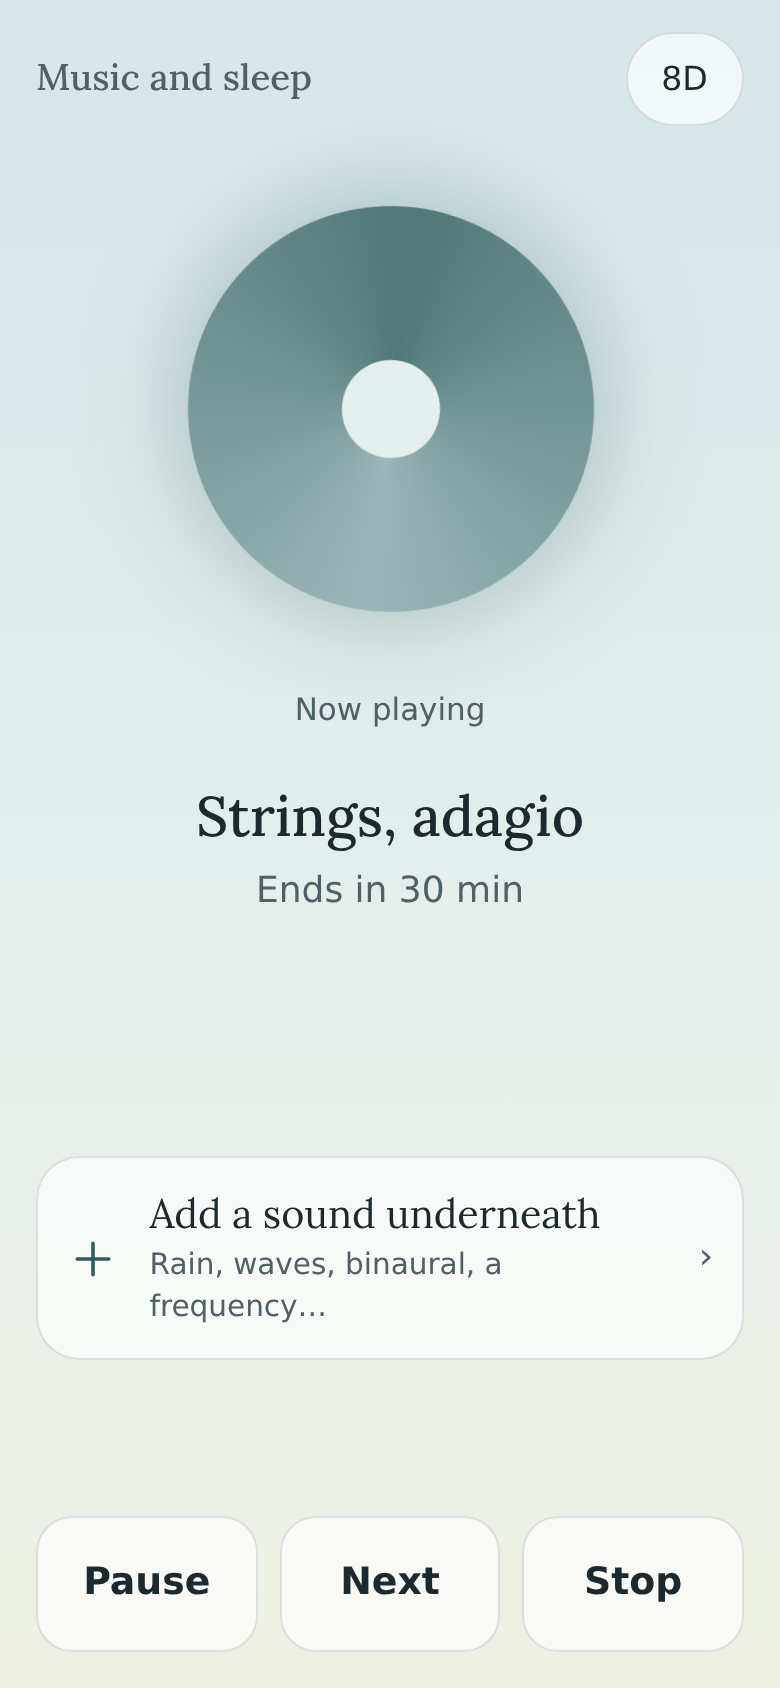 Music and sleep
8D
Now playing
Strings, adagio
Ends in 30 min
Add a sound underneath
Rain, waves, binaural, a
frequency…
›
Pause
Next
Stop